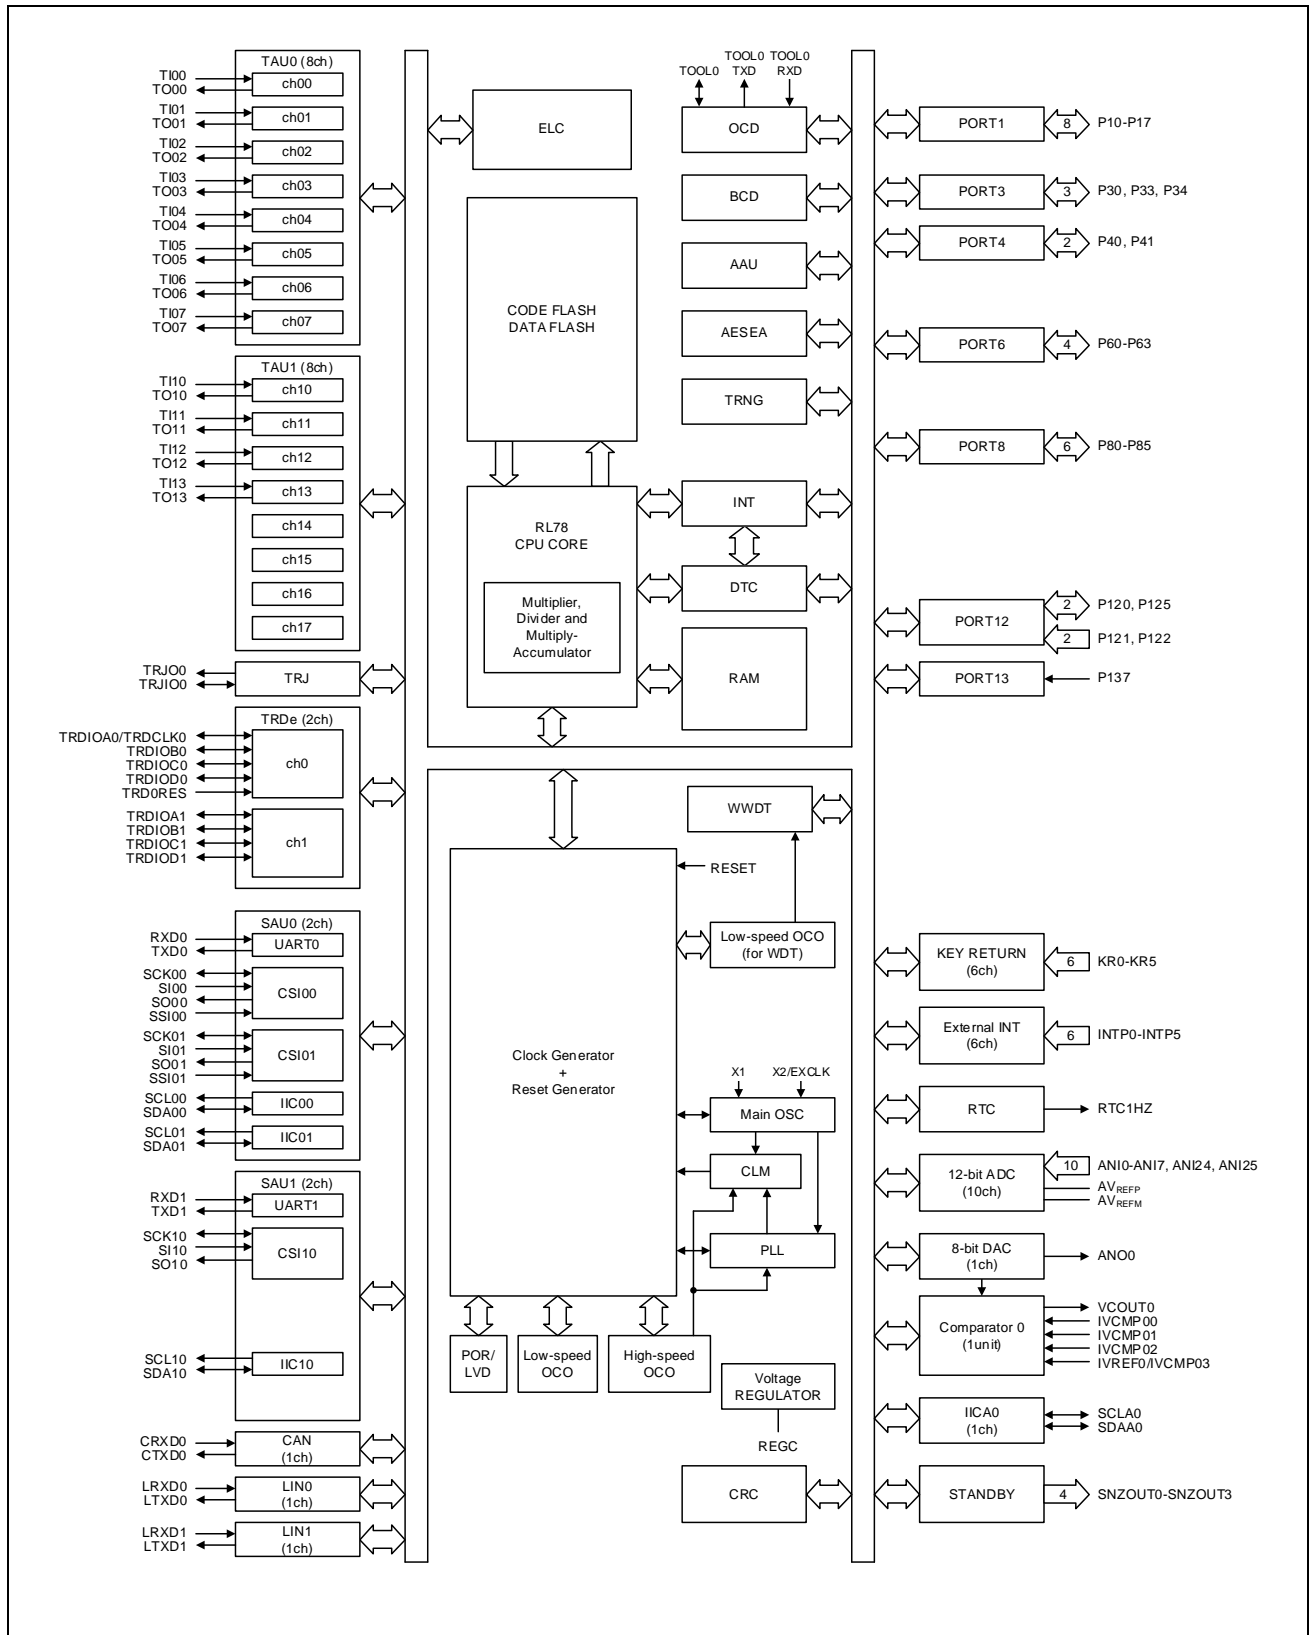 TAU0 (8ch)
TI00
TO00
ch00
TI01
TO01
ch01
TI02
TO02
ch02
TI03
TO03
ch03
TI04
TO04
ch04
TI05
TO05
ch05
TI06
TO06
ch06
TI07
TO07
ch07
TAU1 (8ch)
TI10
TO10
ch10
TI11
TO11
ch11
TI12
TO12
ch12
TI13
TO13
ch13
ch14
ch15
ch16
ch17
TRJO0
TRJIO0
TRJ
TRDe (2ch)
TRDIOA0/TRDCLK0
TRDIOB0
TRDIOC0
TRDIOD0
TRD0RES
ch0
TRDIOA1
TRDIOB1
TRDIOC1
TRDIOD1
ch1
SAU0 (2ch)
RXD0
TXD0
UART0
SCK00
SI00
SO00
SSI00
CSI00
SCK01
SI01
SO01
SSI01
CSI01
SCL00
SDA00
IIC00
SCL01
SDA01
IIC01
SAU1 (2ch)
RXD1
TXD1
UART1
SCK10
SI10
SO10
CSI10
SCL10
SDA10
IIC10
CRXD0
CTXD0
CAN
(1ch)
LRXD0
LTXD0
LIN0
(1ch)
LRXD1
LTXD1
LIN1
(1ch)
ELC
CODE FLASH
DATA FLASH
RL78
CPU CORE
Multiplier,
Divider and
Multiply-
Accumulator
TOOL0
TOOL0
TXD
TOOL0
RXD
OCD
BCD
AAU
AESEA
TRNG
INT
DTC
RAM
WWDT
RESET
Low-speed OCO
(for WDT)
Clock Generator
+
Reset Generator
X1
X2/EXCLK
Main OSC
CLM
PLL
POR/
LVD
Low-speed
OCO
High-speed
OCO
Voltage
REGULATOR
REGC
CRC
PORT1
8
P10-P17
PORT3
3
P30, P33, P34
PORT4
2
P40, P41
PORT6
4
P60-P63
PORT8
6
P80-P85
PORT12
2
P120, P125
2
P121, P122
PORT13
P137
KEY RETURN
(6ch)
6
KR0-KR5
External INT
(6ch)
6
INTP0-INTP5
RTC
RTC1HZ
12-bit ADC
(10ch)
10
ANI0-ANI7, ANI24, ANI25
AVREFP
AVREFM
8-bit DAC
(1ch)
ANO0
Comparator 0
(1unit)
VCOUT0
IVCMP00
IVCMP01
IVCMP02
IVREF0/IVCMP03
IICA0
(1ch)
SCLA0
SDAA0
STANDBY
4
SNZOUT0-SNZOUT3